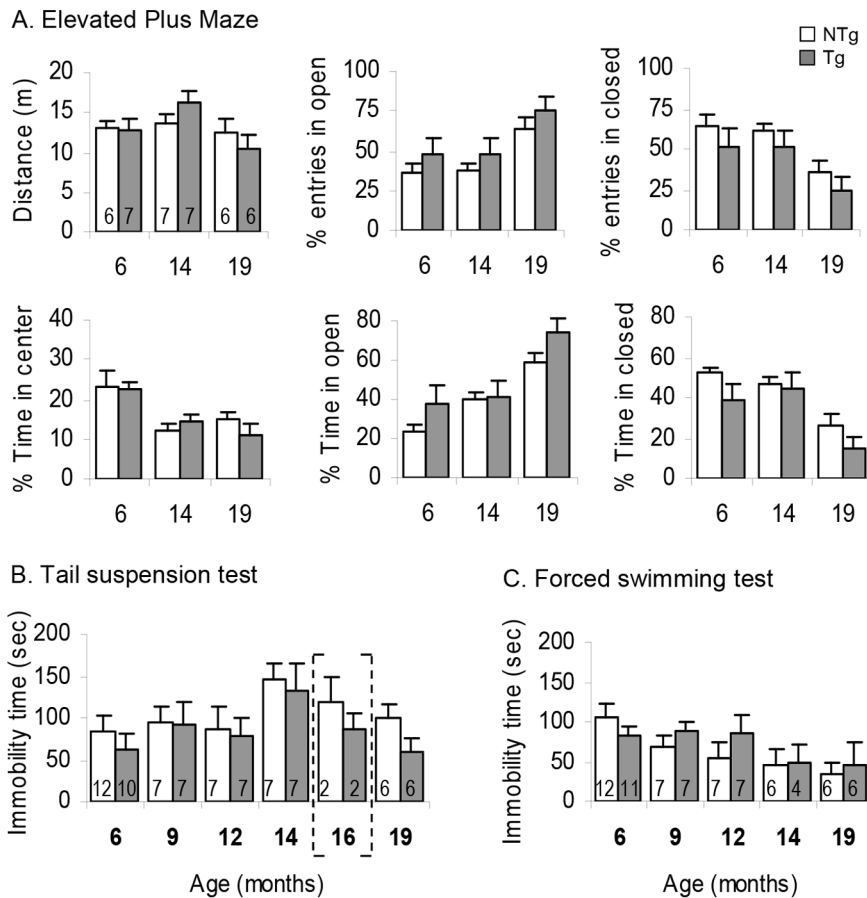 A. Elevated Plus Maze
NTg
Tg
Distance (m)
20
15
10
5
0
6 7 7 7 6 6
6 14 19
% entries in open
100
75
50
25
0
6 14 19
% entries in closed
100
75
50
25
0
6 14 19
% Time in center
40
30
20
10
0
6 14 19
% Time in open
80
60
40
20
0
6 14 19
% Time in closed
80
60
40
20
0
6 14 19
B. Tail suspension test
Immobility time (sec)
200
150
100
50
0
12 10 7 7 7 7 7 7 2 2 6 6
6 9 12 14 16 19
Age (months)
C. Forced swimming test
Immobility time (sec)
200
150
100
50
0
12 11 7 7 7 7 6 4 6 6
6 9 12 14 19
Age (months)